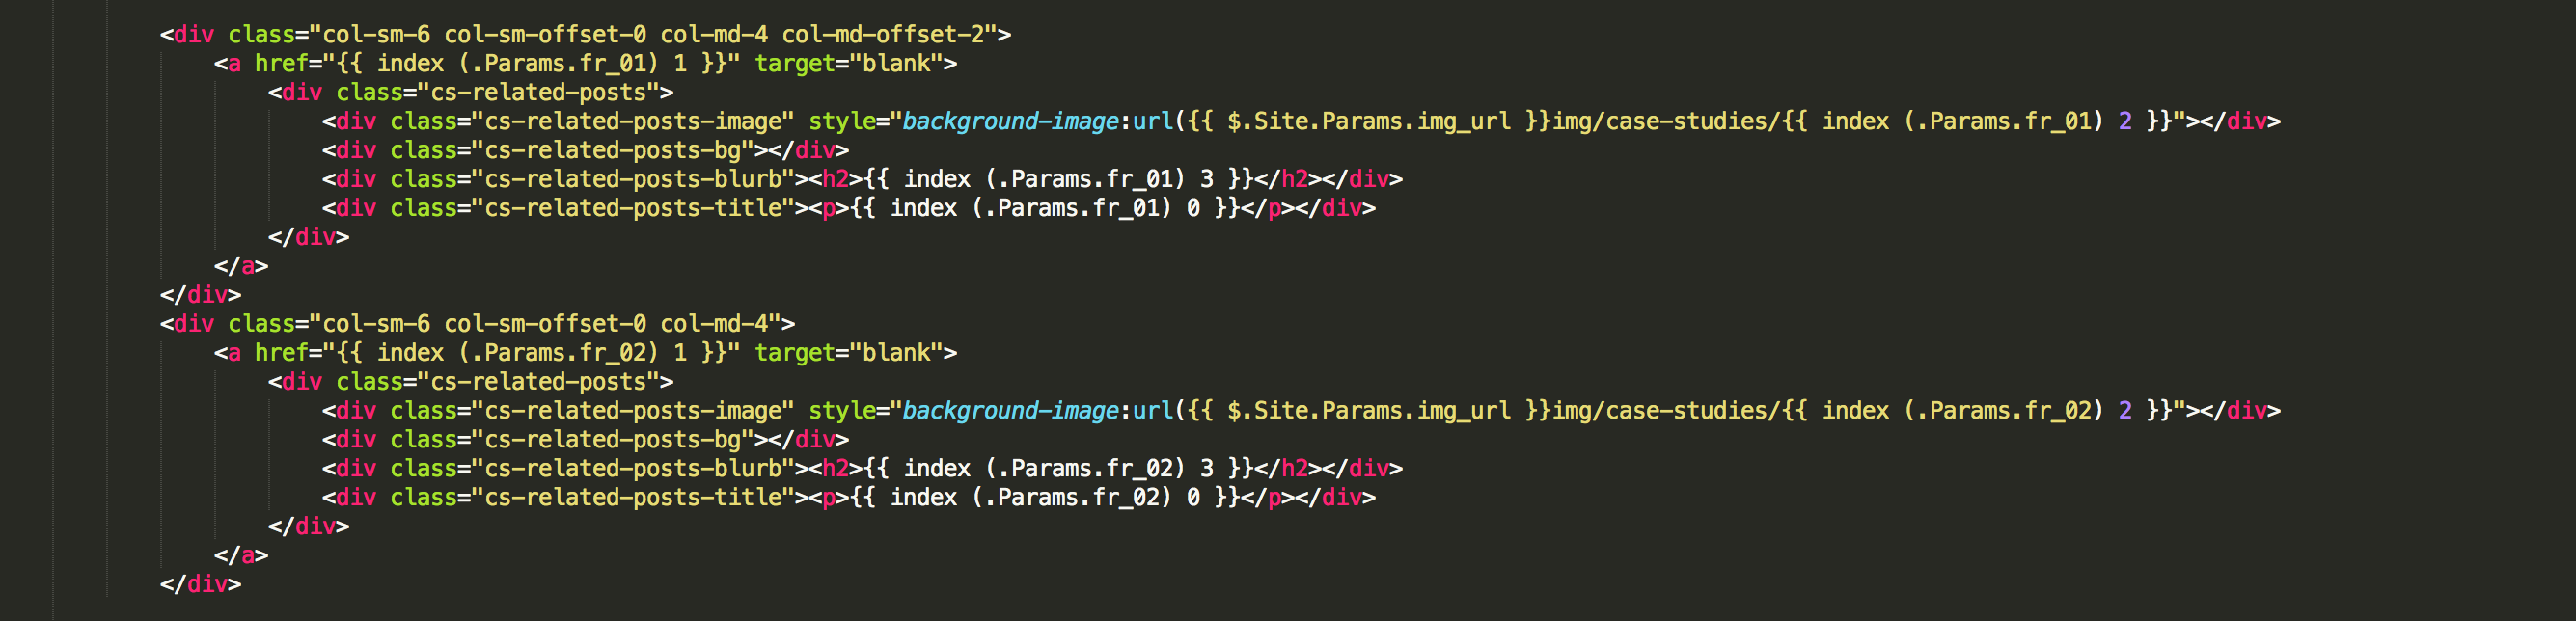 <div class="col-sm-6 col-sm-offset-0 col-md-4 col-md-offset-2">
<a href="{{ index (.Params.fr_01) 1 }}" target="blank">
<div class="cs-related-posts">
<div class="cs-related-posts-image" style="background-image:url({{ $.Site.Params.img_url }}img/case-studies/{{ index (.Params.fr_01) 2 }}"></div>
<div class="cs-related-posts-bg"></div>
<div class="cs-related-posts-blurb"><h2>{{ index (.Params.fr_01) 3 }}</h2></div>
<div class="cs-related-posts-title"><p>{{ index (.Params.fr_01) 0 }}</p></div>
</div>
</a>
</div>
<div class="col-sm-6 col-sm-offset-0 col-md-4">
<a href="{{ index (.Params.fr_02) 1 }}" target="blank">
<div class="cs-related-posts">
<div class="cs-related-posts-image" style="background-image:url({{ $.Site.Params.img_url }}img/case-studies/{{ index (.Params.fr_02) 2 }}"></div>
<div class="cs-related-posts-bg"></div>
<div class="cs-related-posts-blurb"><h2>{{ index (.Params.fr_02) 3 }}</h2></div>
<div class="cs-related-posts-title"><p>{{ index (.Params.fr_02) 0 }}</p></div>
</div>
</a>
</div>